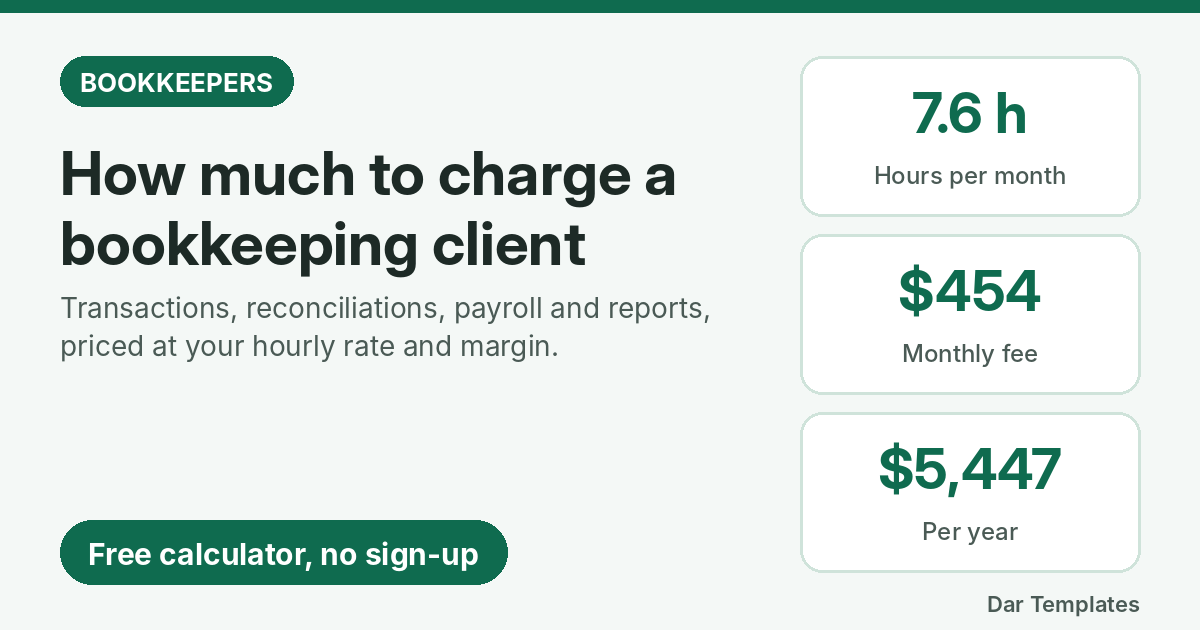 BOOKKEEPERS
How much to charge a
bookkeeping client
Transactions, reconciliations, payroll and reports,
priced at your hourly rate and margin.
Free calculator, no sign-up
7.6 h
Hours per month
$454
Monthly fee
$5,447
Per year
Dar Templates